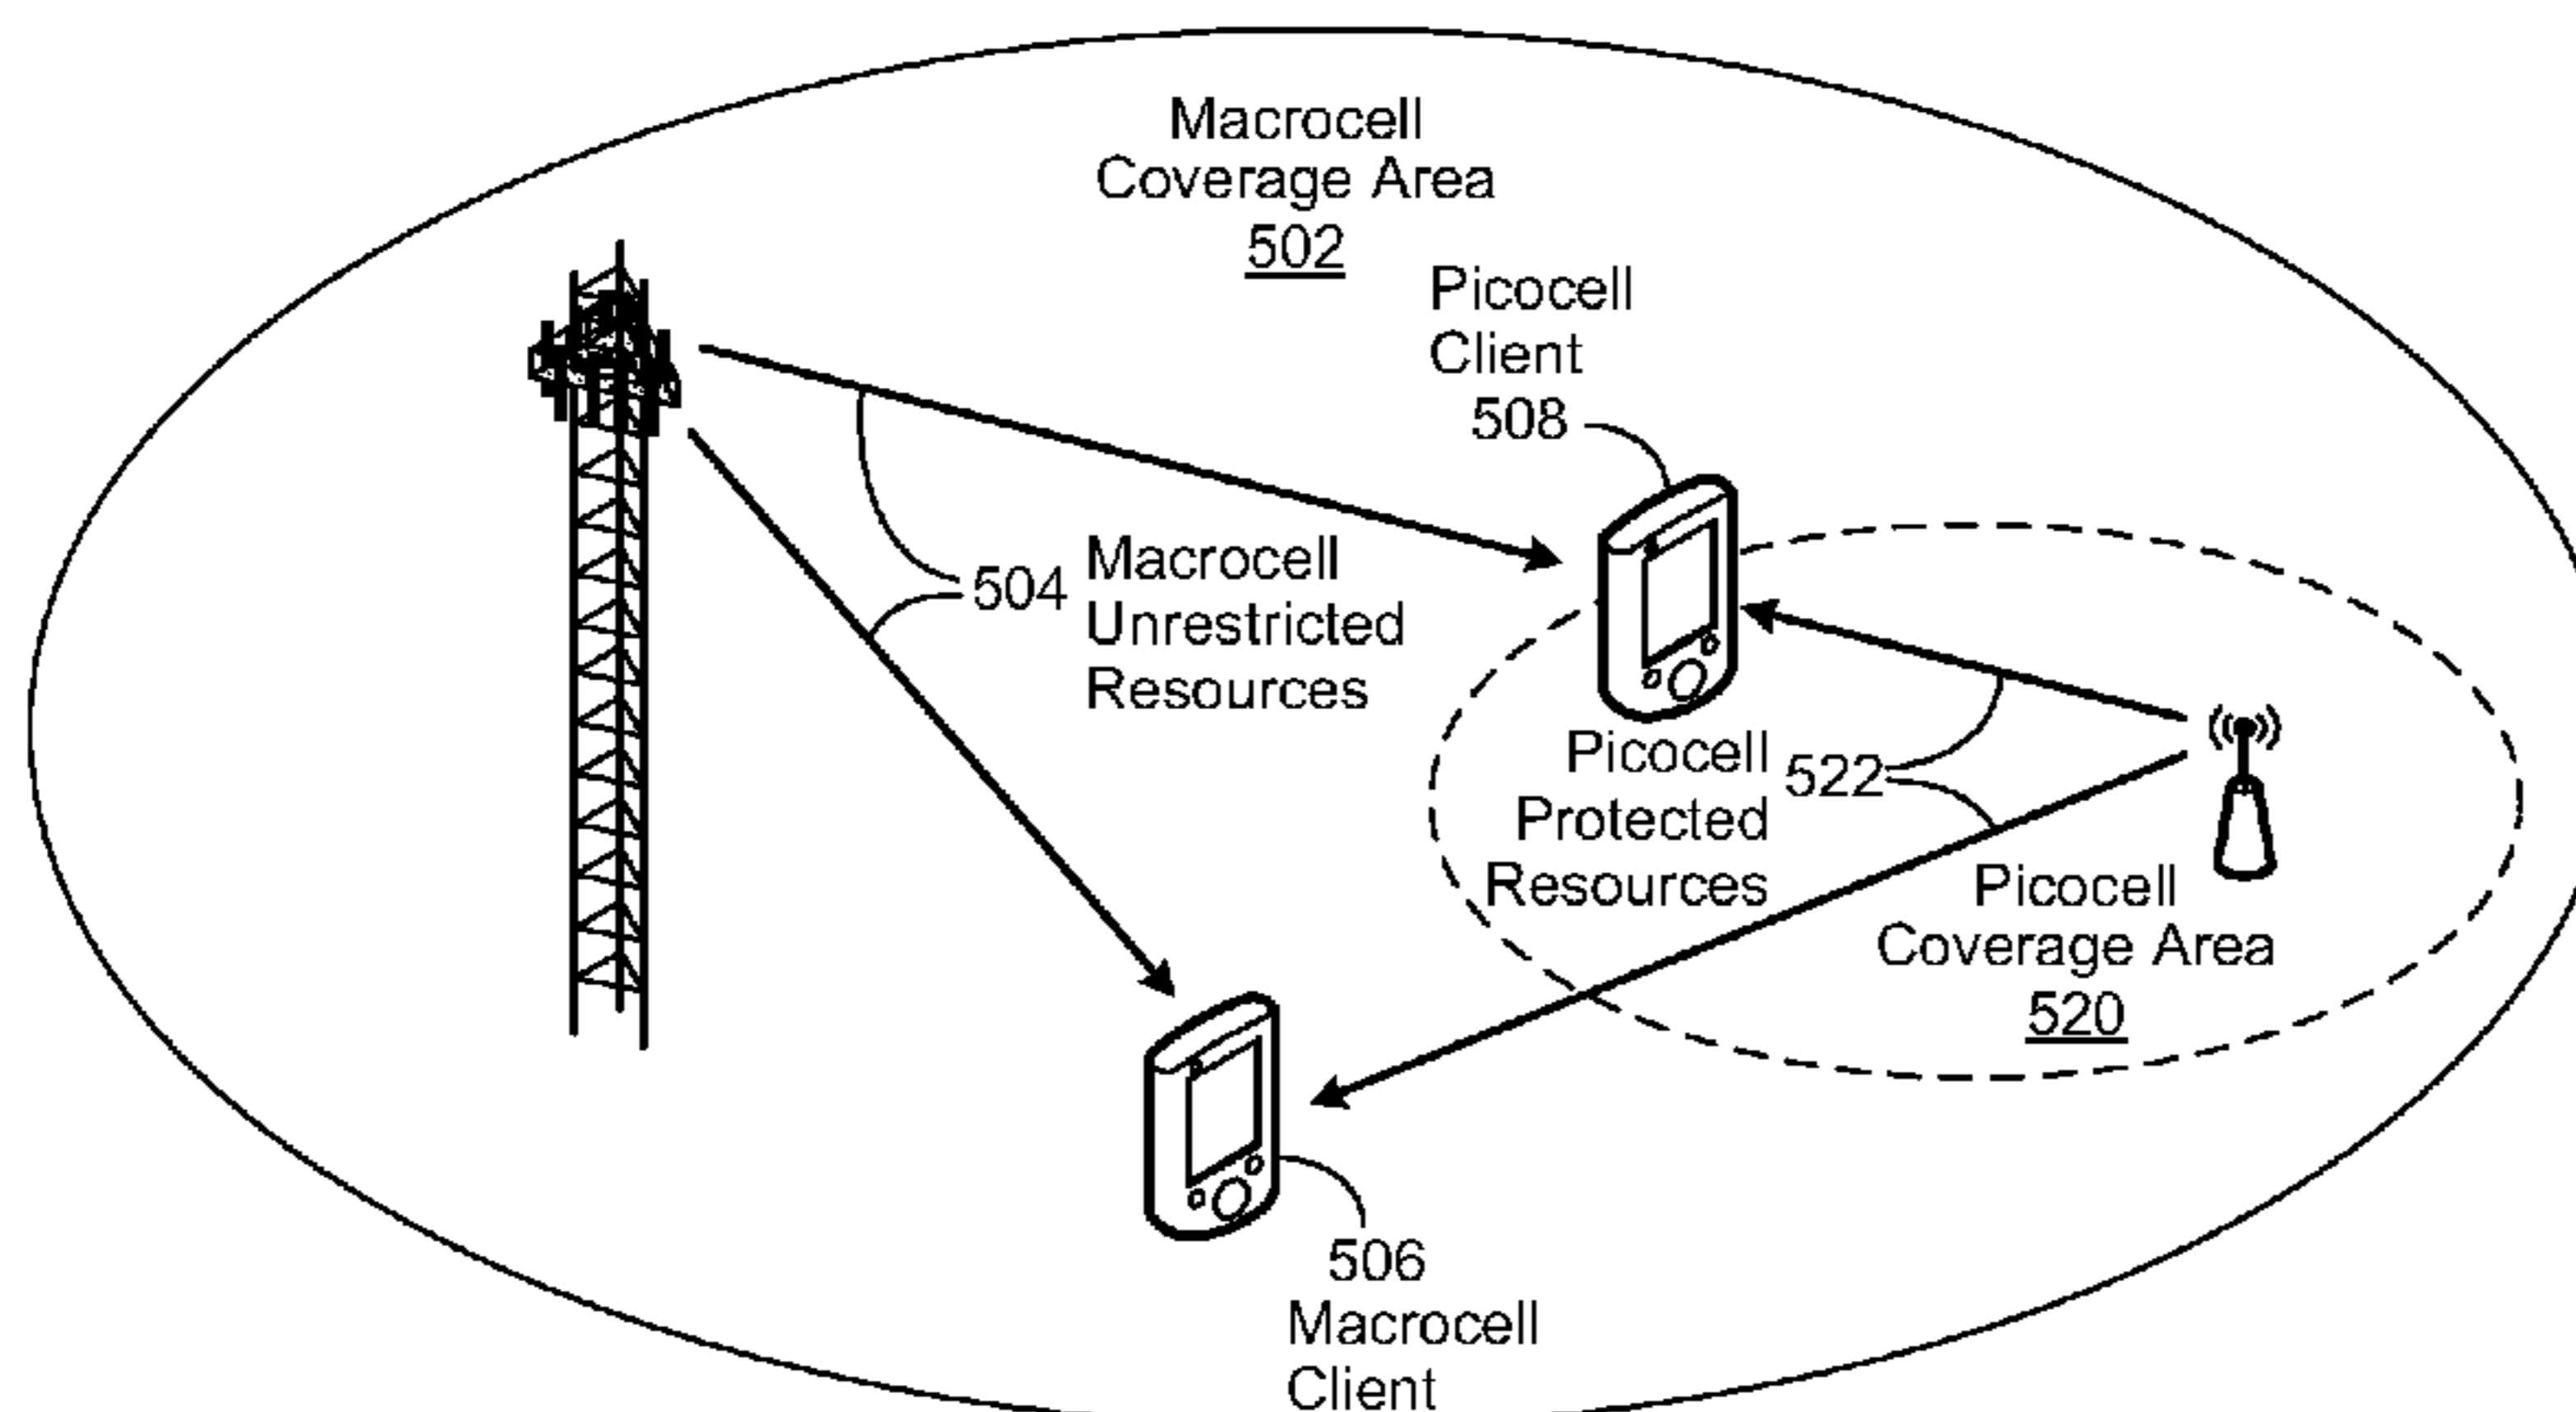 Macrocell
Coverage Area
502
Picocell
Client
508
504
Macrocell
Unrestricted
Resources
Picocell
Protected
Resources
522
Picocell
Coverage Area
520
506
Macrocell
Client